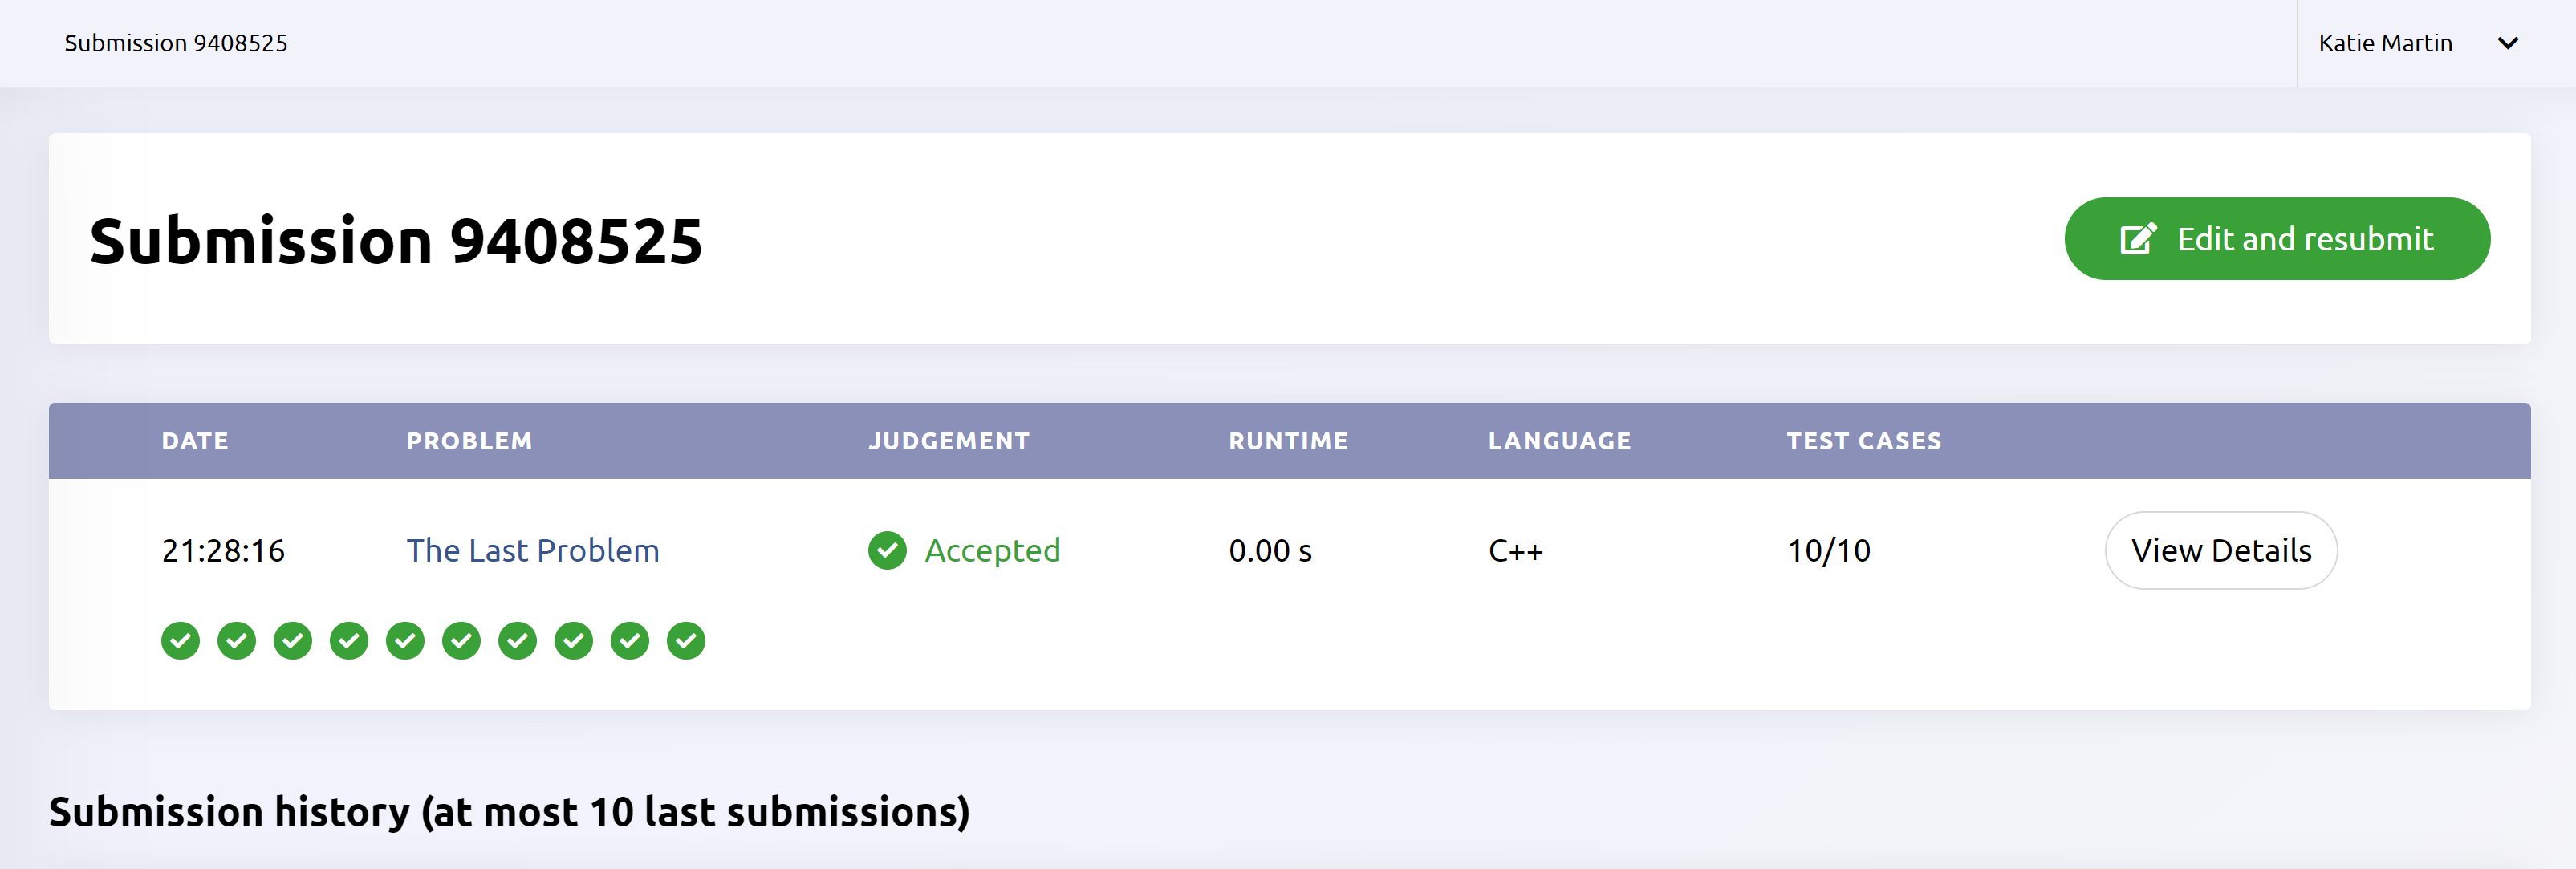 Submission 9408525 Katie Martin
Submission 9408525 Edit and resubmit
DATE PROBLEM JUDGEMENT RUNTIME LANGUAGE TEST CASES
21:28:16 The Last Problem Accepted 0.00 s C++ 10/10 View Details
Submission history (at most 10 last submissions)